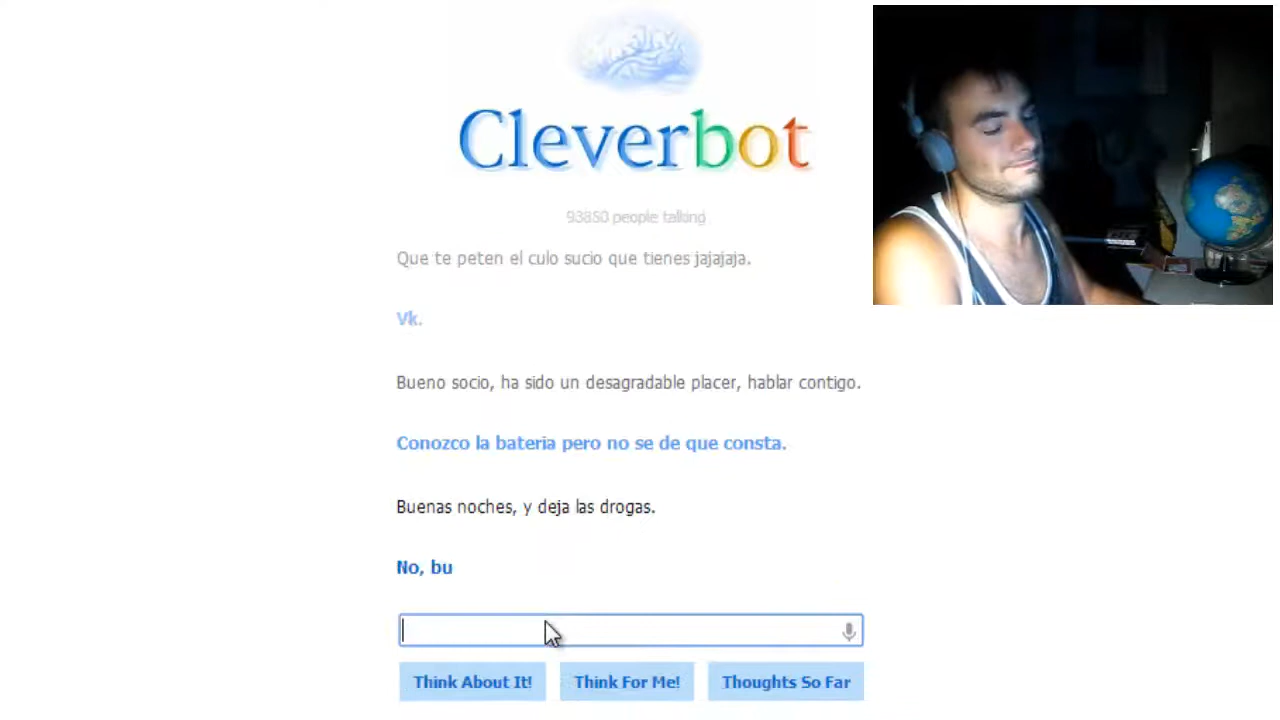 Cleverbot
93850 people talking
Que te peten el culo sucio que tienes jajajaja.
Vk.
Bueno socio, ha sido un desagradable placer, hablar contigo.
Conozco la bateria pero no se de que consta.
Buenas noches, y deja las drogas.
No, bu
Think About It!
Think For Me!
Thoughts So Far